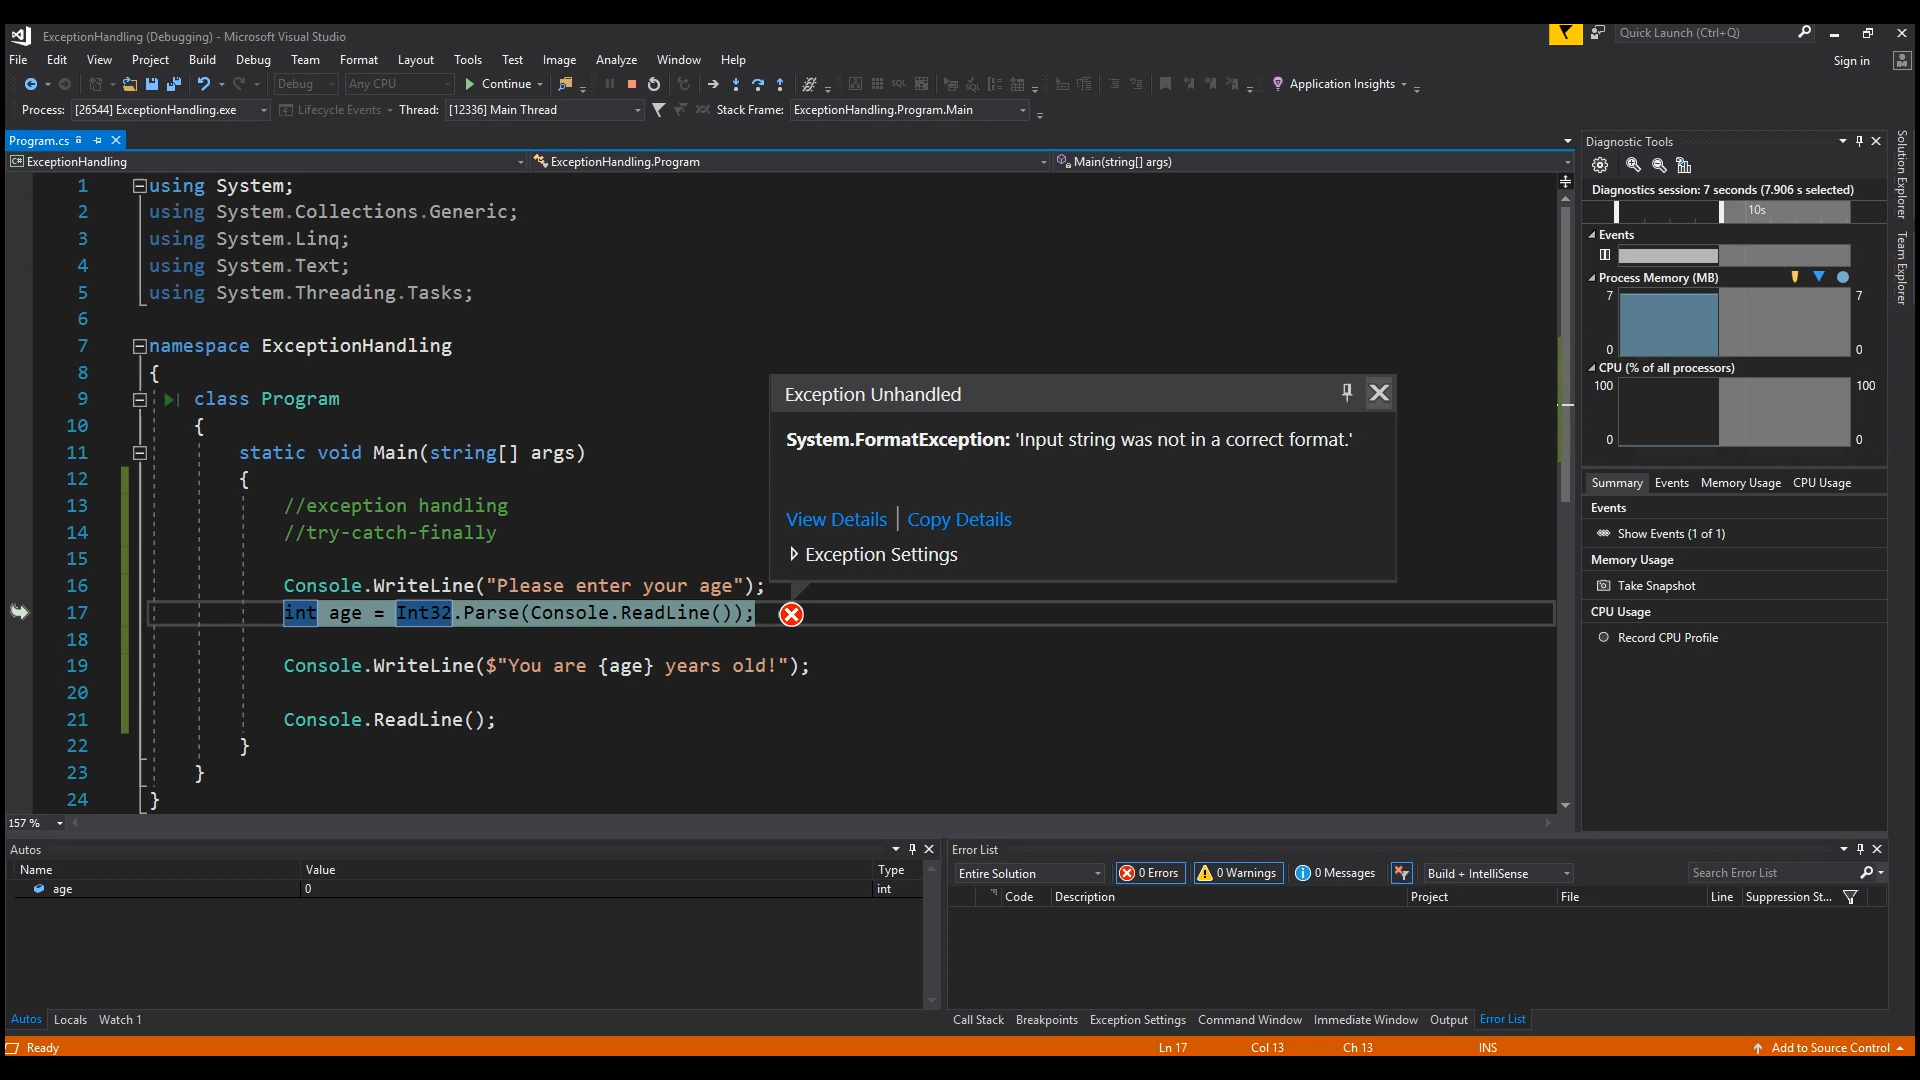 ExceptionHandling (Debugging) - Microsoft Visual Studio
Quick Launch (Ctrl+Q)
File Edit View Project Build Debug Team Format Layout Tools Test Image Analyze Window Help
Sign in
Debug Any CPU Continue Application Insights
Process: [26544] ExceptionHandling.exe Lifecycle Events Thread: [12336] Main Thread Stack Frame: ExceptionHandling.Program.Main
Program.cs
ExceptionHandling ExceptionHandling.Program Main(string[] args)
1 using System;
2 using System.Collections.Generic;
3 using System.Linq;
4 using System.Text;
5 using System.Threading.Tasks;
6
7 namespace ExceptionHandling
8 {
9 class Program
10 {
11 static void Main(string[] args)
12 {
13 //exception handling
14 //try-catch-finally
15
16 Console.WriteLine("Please enter your age");
17 int age = Int32.Parse(Console.ReadLine());
18
19 Console.WriteLine($"You are {age} years old!");
20
21 Console.ReadLine();
22 }
23 }
24 }
Exception Unhandled
System.FormatException: 'Input string was not in a correct format.'
View Details | Copy Details
Exception Settings
157 %
Diagnostic Tools
Diagnostics session: 7 seconds (7.906 s selected)
10s
Events
Process Memory (MB)
7 7
0 0
CPU (% of all processors)
100 100
0 0
Summary Events Memory Usage CPU Usage
Events
Show Events (1 of 1)
Memory Usage
Take Snapshot
CPU Usage
Record CPU Profile
Solution Explorer
Team Explorer
Autos
Name Value Type
age 0 int
Autos Locals Watch 1
Error List
Entire Solution 0 Errors 0 Warnings 0 Messages Build + IntelliSense Search Error List
Code Description Project File Line Suppression St...
Call Stack Breakpoints Exception Settings Command Window Immediate Window Output Error List
Ready Ln 17 Col 13 Ch 13 INS Add to Source Control